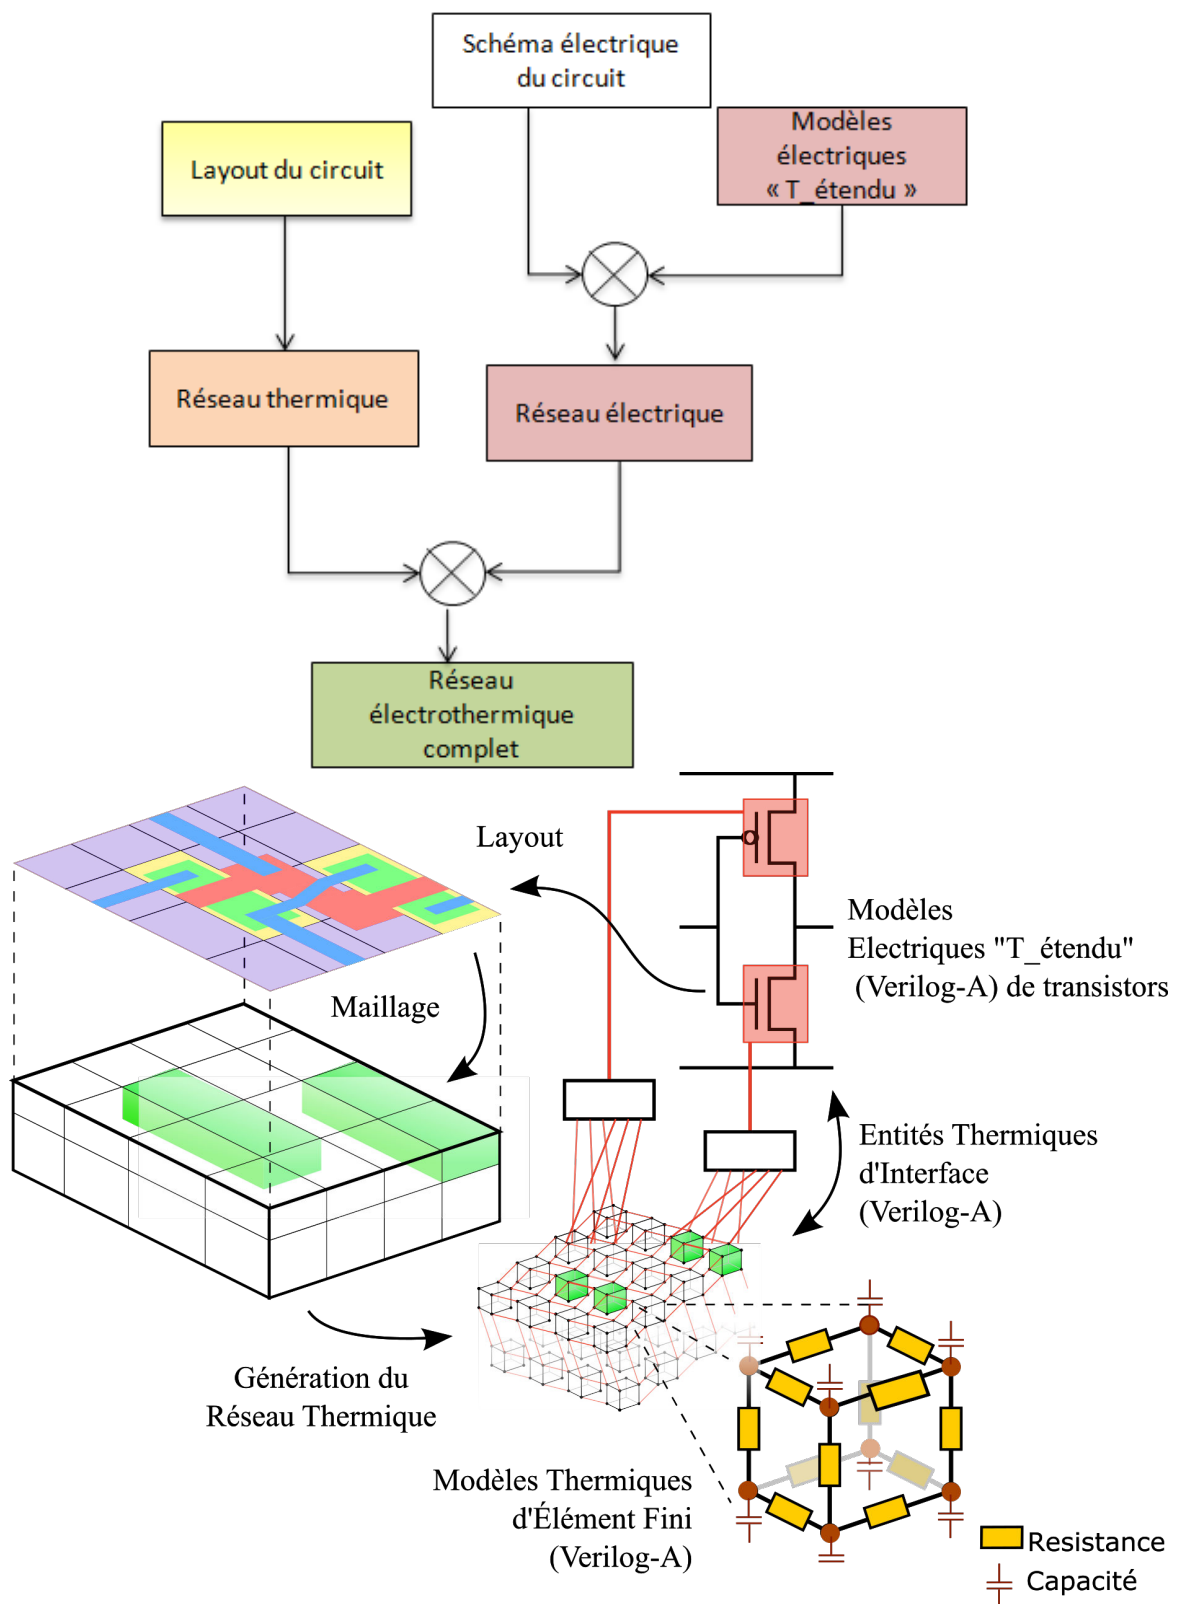 Schéma électrique
du circuit
Modèles
électriques
« T_étendu »
Layout du circuit
Réseau thermique
Réseau électrique
Réseau
électrothermique
complet
Layout
Modèles
Electriques "T_étendu"
(Verilog-A) de transistors
Maillage
Entités Thermiques
d'Interface
(Verilog-A)
Génération du
Réseau Thermique
Modèles Thermiques
d'Élément Fini
(Verilog-A)
Resistance
Capacité